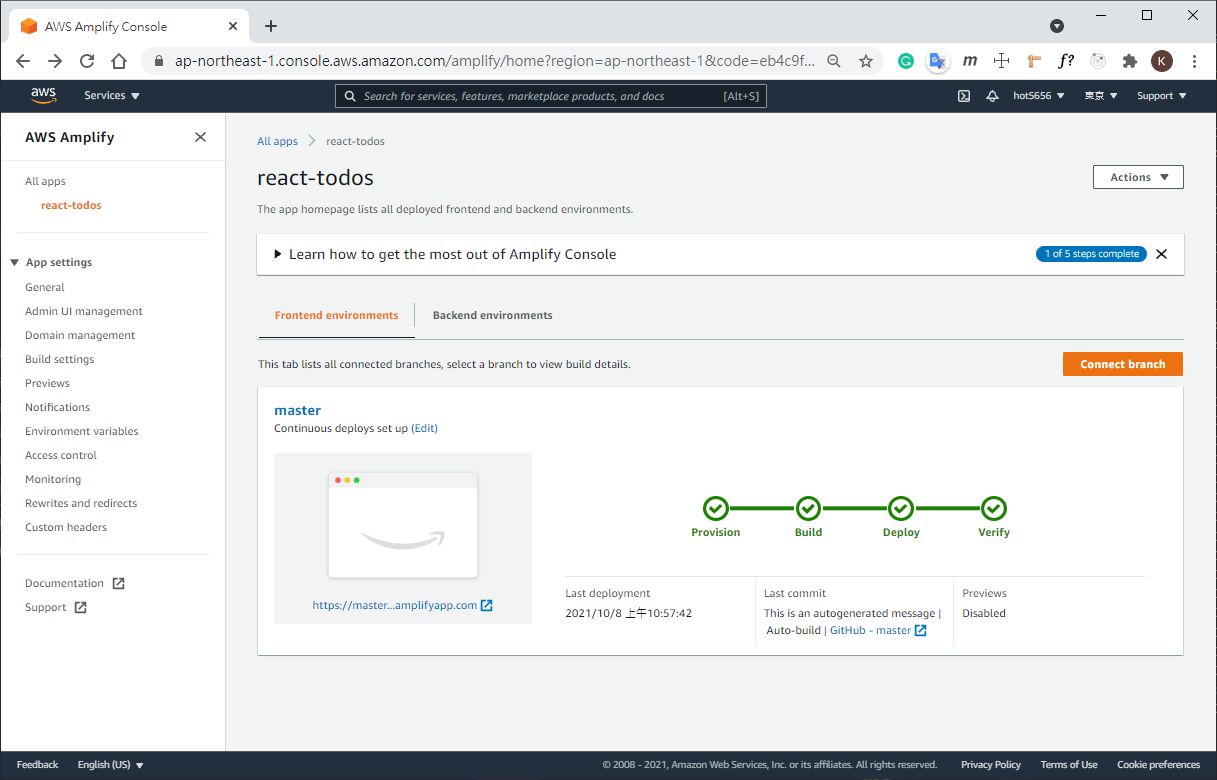 AWS Amplify Console
ap-northeast-1.console.aws.amazon.com/amplify/home?region=ap-northeast-1&code=eb4c9f...
m
f?
K
aws
Services
Search for services, features, marketplace products, and docs [Alt+S]
hot5656
東京
Support
AWS Amplify
All apps
react-todos
App settings
General
Admin UI management
Domain management
Build settings
Previews
Notifications
Environment variables
Access control
Monitoring
Rewrites and redirects
Custom headers
Documentation
Support
All apps
react-todos
react-todos
Actions
The app homepage lists all deployed frontend and backend environments.
Learn how to get the most out of Amplify Console
1 of 5 steps complete
Frontend environments
Backend environments
This tab lists all connected branches, select a branch to view build details.
Connect branch
master
Continuous deploys set up (Edit)
https://master...amplifyapp.com
Provision
Build
Deploy
Verify
Last deployment
2021/10/8 上午10:57:42
Last commit
This is an autogenerated message |
Auto-build | GitHub - master
Previews
Disabled
Feedback
English (US)
© 2008 - 2021, Amazon Web Services, Inc. or its affiliates. All rights reserved.
Privacy Policy
Terms of Use
Cookie preferences